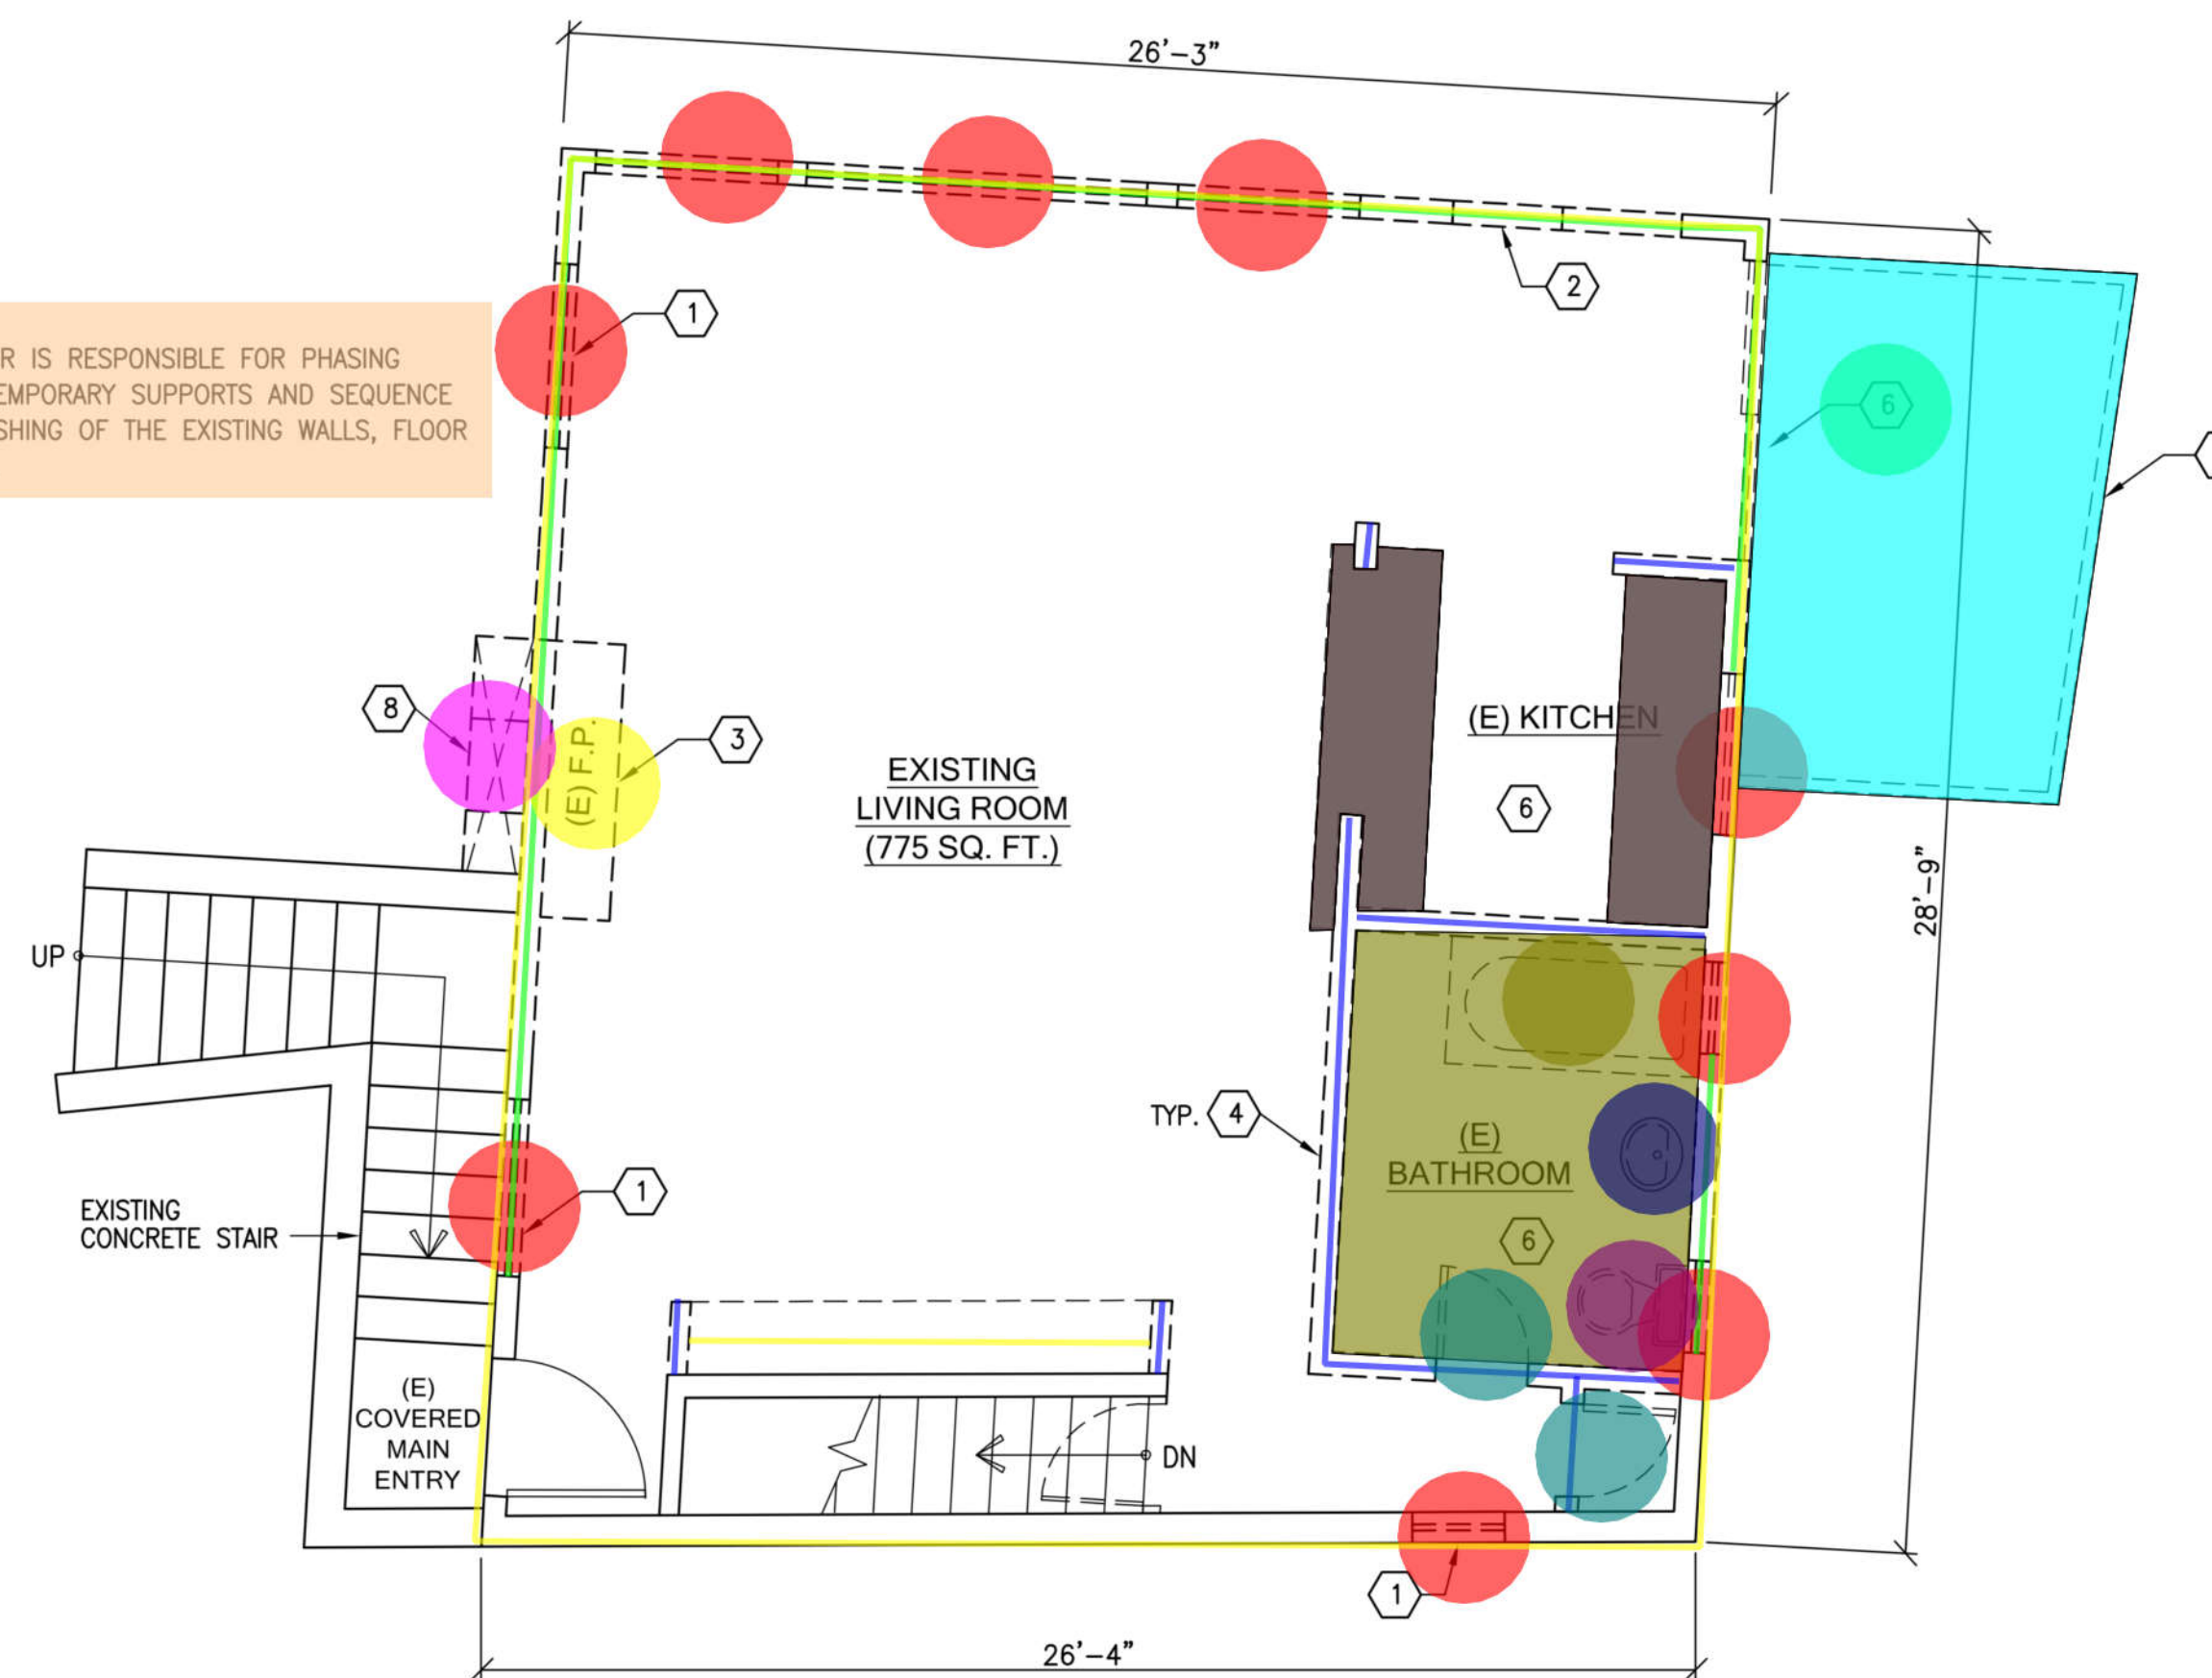 26'-3"
1
2
R IS RESPONSIBLE FOR PHASING
EMPORARY SUPPORTS AND SEQUENCE
SHING OF THE EXISTING WALLS, FLOOR
6
8
3
(E) F.P.
(E) KITCHEN
EXISTING
LIVING ROOM
(775 SQ. FT.)
6
28'-9"
UP
TYP. 4
(E)
BATHROOM
1
EXISTING
CONCRETE STAIR
6
(E)
COVERED
MAIN
ENTRY
DN
1
26'-4"